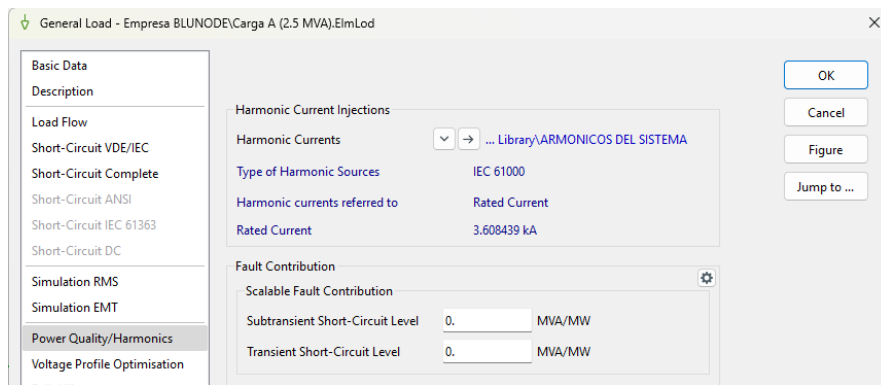 General Load - Empresa BLUNODE\Carga A (2.5 MVA).ElmLod
Basic Data
Description
Load Flow
Short-Circuit VDE/IEC
Short-Circuit Complete
Short-Circuit ANSI
Short-Circuit IEC 61363
Short-Circuit DC
Simulation RMS
Simulation EMT
Power Quality/Harmonics
Voltage Profile Optimisation
Harmonic Current Injections
Harmonic Currents ... Library\ARMONICOS DEL SISTEMA
Type of Harmonic Sources IEC 61000
Harmonic currents referred to Rated Current
Rated Current 3.608439 kA
Fault Contribution
Scalable Fault Contribution
Subtransient Short-Circuit Level 0. MVA/MW
Transient Short-Circuit Level 0. MVA/MW
OK
Cancel
Figure
Jump to ...